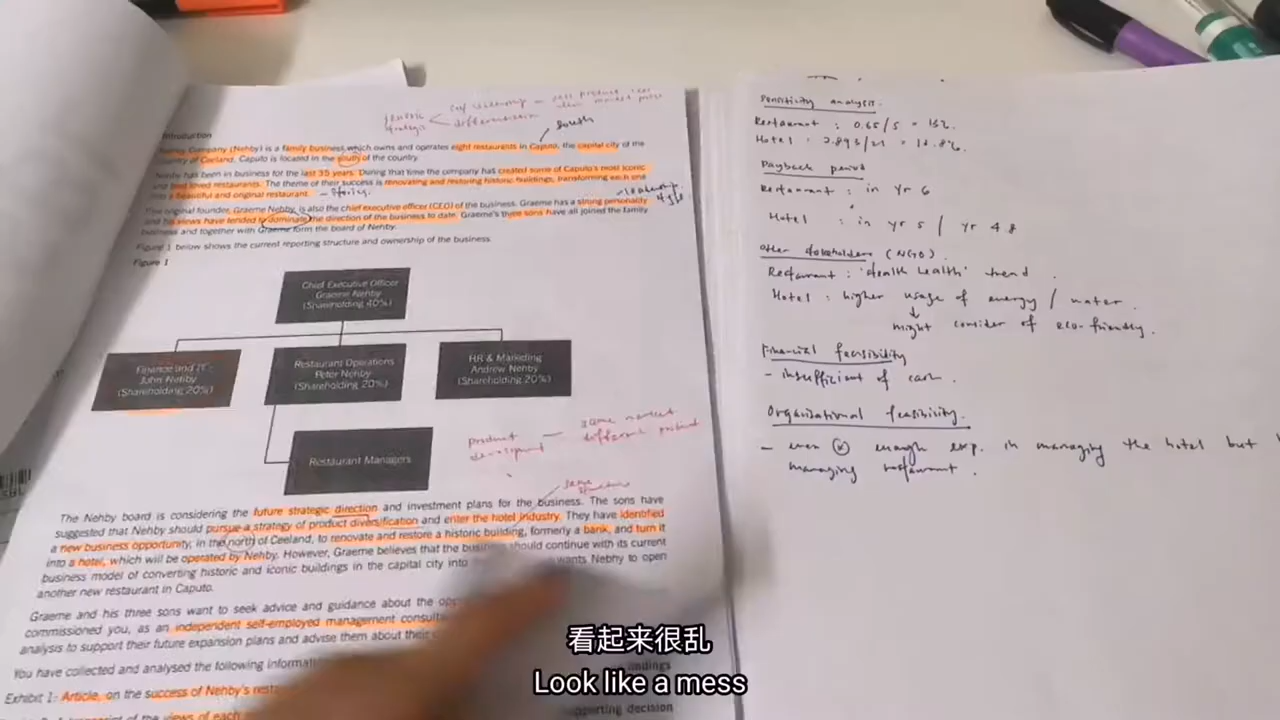 Introduction
Nehby Company (Nehby) is a family business which owns and operates eight restaurants in Caputo, the capital city of the
country of Ceeland. Caputo is located in the south of the country.
south
differentiation
Nehby has been in business for the last 35 years. During that time the company has created some of Caputo's most iconic
and best loved restaurants. The theme of their success is renovating and restoring historic buildings, transforming each one
into a beautiful and original restaurant.
The original founder, Graeme Nehby, is also the chief executive officer (CEO) of the business. Graeme has a strong personality
and his views have tended to dominate the direction of the business to date. Graeme's three sons have all joined the family
business and together with Graeme form the board of Nehby.
leadership style
Figure 1 below shows the current reporting structure and ownership of the business.
Figure 1
Chief Executive Officer
Graeme Nehby
(Shareholding 40%)
Finance and IT
John Nehby
(Shareholding 20%)
Restaurant Operations
Peter Nehby
(Shareholding 20%)
HR & Marketing
Andrew Nehby
(Shareholding 20%)
Restaurant Managers
product development — same market different product
same structure
The Nehby board is considering the future strategic direction and investment plans for the business. The sons have
suggested that Nehby should pursue a strategy of product diversification and enter the hotel industry. They have identified
a new business opportunity, in the north of Ceeland, to renovate and restore a historic building, formerly a bank, and turn it
into a hotel, which will be operated by Nehby. However, Graeme believes that the business should continue with its current
business model of converting historic and iconic buildings in the capital city into wants Nehby to open
another new restaurant in Caputo.
Graeme and his three sons want to seek advice and guidance about the
commissioned you, as an independent self-employed management
analysis to support their future expansion plans and advise them about their
You have collected and analysed the following
Exhibit 1: Article, on the success of Nehby's
of the views of each
findings
supporting decision
Sensitivity analysis.
Restaurant : 0.65/5 = 13%.
Hotel : 2.893/21 = 13.8%.
Payback period
Restaurant : in yr 6
Hotel : in yr 5 / yr 4.8
Other stakeholders (NGO).
Restaurant : 'health health' trend.
Hotel : higher usage of energy / water.
↓
might consider of eco-friendly.
Financial feasibility
- insufficient of cash.
Organisational feasibility.
- even enough exp. in managing the hotel but
managing restaurant.
看起来很乱
Look like a mess